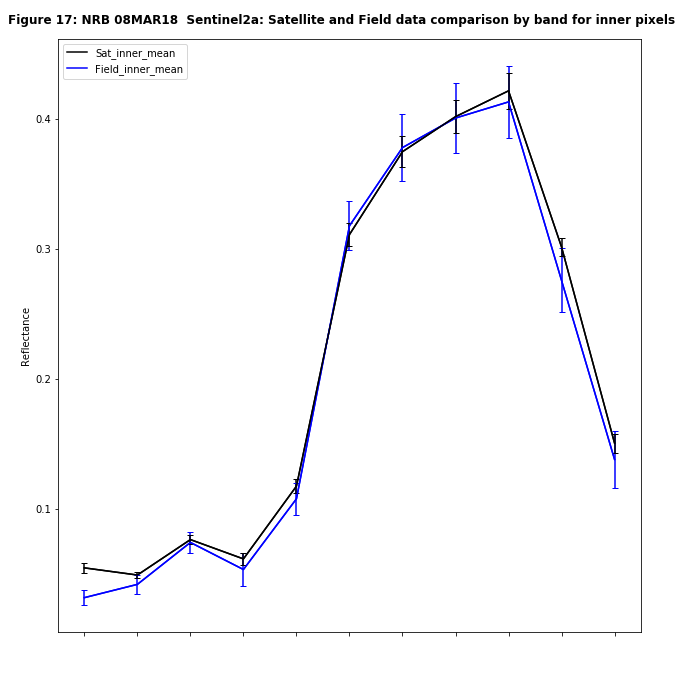 Figure 17: NRB 08MAR18  Sentinel2a: Satellite and Field data comparison by band for inner pixels
Sat_inner_mean
Field_inner_mean
0.4
0.3
0.2
0.1
Reflectance